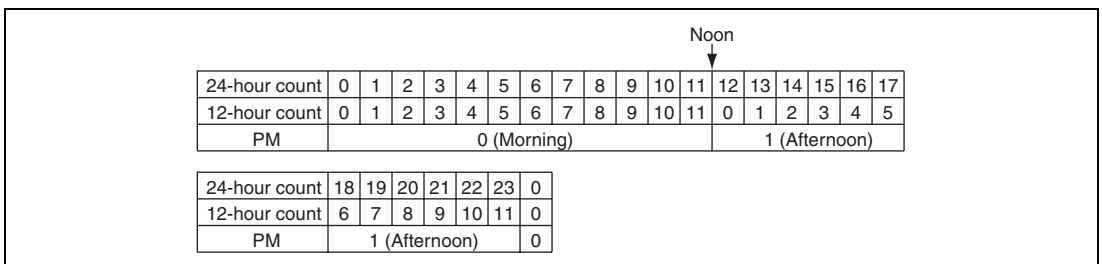 Noon
24-hour count 0 1 2 3 4 5 6 7 8 9 10 11 12 13 14 15 16 17
12-hour count 0 1 2 3 4 5 6 7 8 9 10 11 0 1 2 3 4 5
PM 0 (Morning) 1 (Afternoon)
24-hour count 18 19 20 21 22 23 0
12-hour count 6 7 8 9 10 11 0
PM 1 (Afternoon) 0